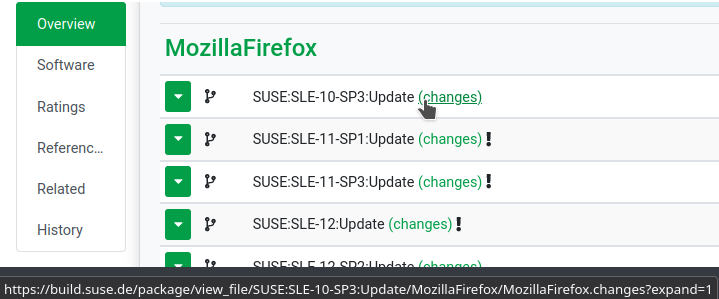 Overview
Software
Ratings
Referenc...
Related
History
MozillaFirefox
SUSE:SLE-10-SP3:Update (changes)
SUSE:SLE-11-SP1:Update (changes) !
SUSE:SLE-11-SP3:Update (changes) !
SUSE:SLE-12:Update (changes) !
SUSE:SLE-12-SP2:Update (changes)
https://build.suse.de/package/view_file/SUSE:SLE-10-SP3:Update/MozillaFirefox/MozillaFirefox.changes?expand=1